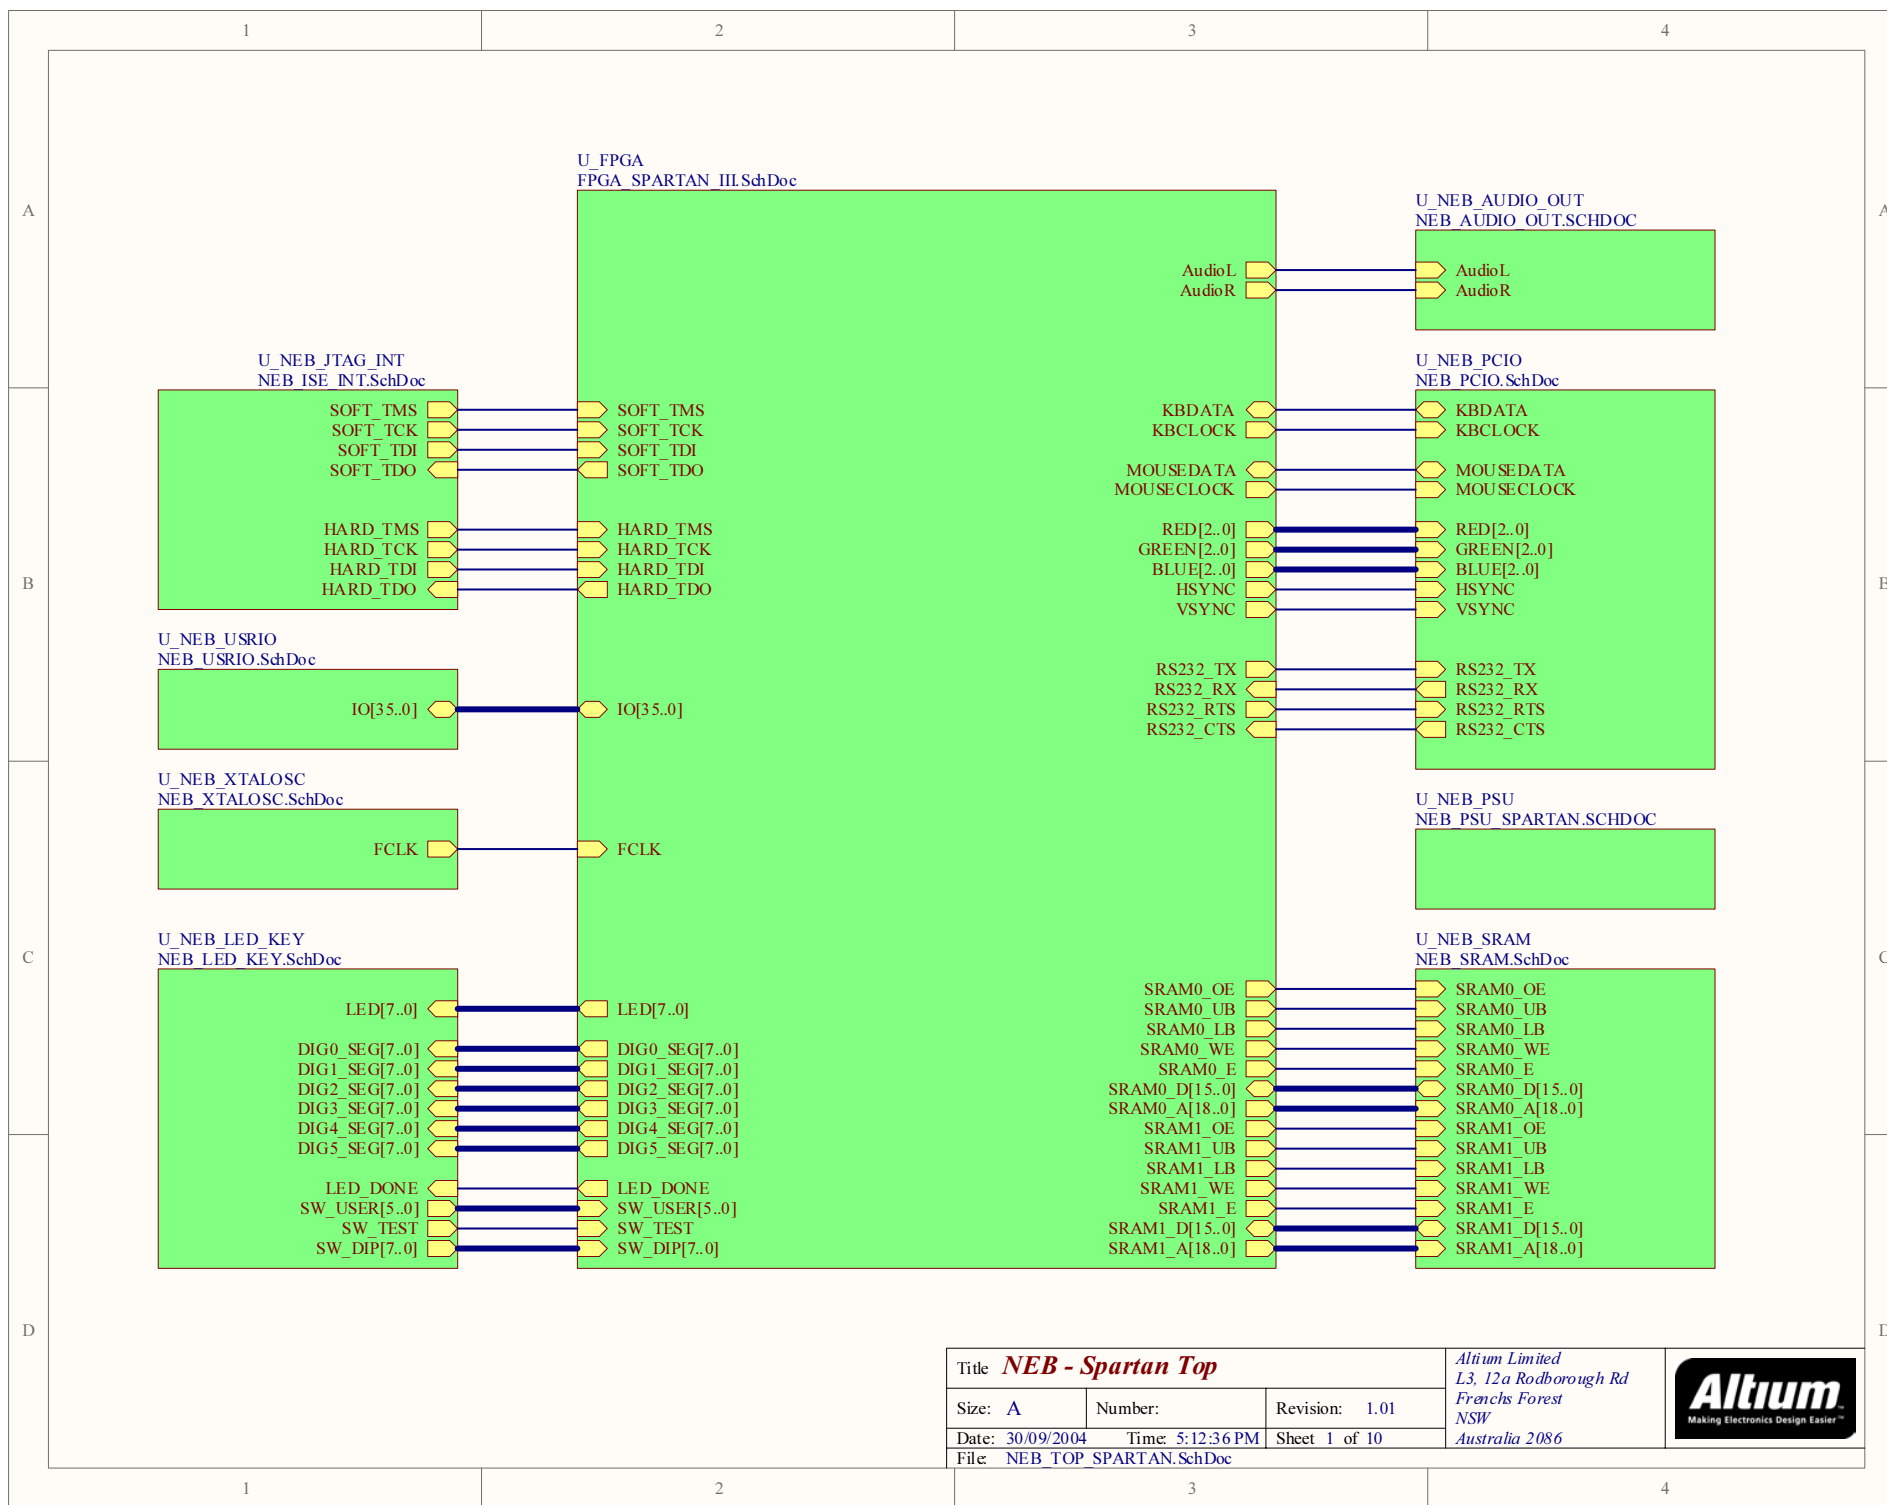 1 2 3 4
U_FPGA
FPGA_SPARTAN_III.SchDoc
U_NEB_AUDIO_OUT
NEB_AUDIO_OUT.SCHDOC
A A
AudioL AudioL
AudioR AudioR
U_NEB_JTAG_INT U_NEB_PCIO
NEB_ISE_INT.SchDoc NEB_PCIO.SchDoc
SOFT_TMS SOFT_TMS KBDATA KBDATA
SOFT_TCK SOFT_TCK KBCLOCK KBCLOCK
SOFT_TDI SOFT_TDI
SOFT_TDO SOFT_TDO MOUSEDATA MOUSEDATA
MOUSECLOCK MOUSECLOCK
HARD_TMS HARD_TMS RED[2..0] RED[2..0]
HARD_TCK HARD_TCK GREEN[2..0] GREEN[2..0]
HARD_TDI HARD_TDI BLUE[2..0] BLUE[2..0]
B B
HARD_TDO HARD_TDO HSYNC HSYNC
VSYNC VSYNC
U_NEB_USRIO
NEB_USRIO.SchDoc
RS232_TX RS232_TX
RS232_RX RS232_RX
IO[35..0] IO[35..0] RS232_RTS RS232_RTS
RS232_CTS RS232_CTS
U_NEB_XTALOSC
NEB_XTALOSC.SchDoc
U_NEB_PSU
NEB_PSU_SPARTAN.SCHDOC
FCLK FCLK
U_NEB_LED_KEY U_NEB_SRAM
NEB_LED_KEY.SchDoc NEB_SRAM.SchDoc
C C
SRAM0_OE SRAM0_OE
LED[7..0] LED[7..0] SRAM0_UB SRAM0_UB
SRAM0_LB SRAM0_LB
DIG0_SEG[7..0] DIG0_SEG[7..0] SRAM0_WE SRAM0_WE
DIG1_SEG[7..0] DIG1_SEG[7..0] SRAM0_E SRAM0_E
DIG2_SEG[7..0] DIG2_SEG[7..0] SRAM0_D[15..0] SRAM0_D[15..0]
DIG3_SEG[7..0] DIG3_SEG[7..0] SRAM0_A[18..0] SRAM0_A[18..0]
DIG4_SEG[7..0] DIG4_SEG[7..0] SRAM1_OE SRAM1_OE
DIG5_SEG[7..0] DIG5_SEG[7..0] SRAM1_UB SRAM1_UB
SRAM1_LB SRAM1_LB
LED_DONE LED_DONE SRAM1_WE SRAM1_WE
SW_USER[5..0] SW_USER[5..0] SRAM1_E SRAM1_E
SW_TEST SW_TEST SRAM1_D[15..0] SRAM1_D[15..0]
SW_DIP[7..0] SW_DIP[7..0] SRAM1_A[18..0] SRAM1_A[18..0]
D D
Title NEB - Spartan Top
Size: A Number: Revision: 1.01
Date: 30/09/2004 Time: 5:12:36 PM Sheet 1 of 10
File: NEB_TOP_SPARTAN.SchDoc
Altium Limited
L3, 12a Rodborough Rd
Frenchs Forest
NSW
Australia 2086
Altium
Making Electronics Design Easier™
1 2 3 4